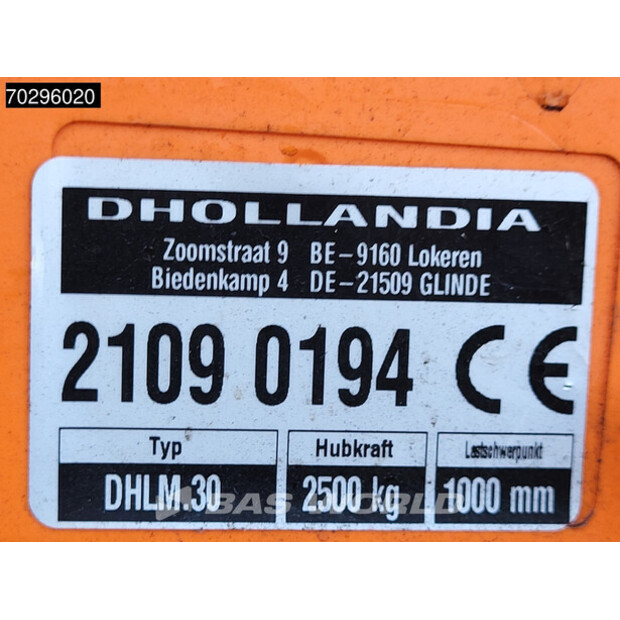 70296020
DHOLLANDIA
Zoomstraat 9 BE-9160 Lokeren
Biedenkamp 4 DE-21509 GLINDE
2109 0194 CE
Typ Hubkraft Lastschwerpunkt
DHLM.30 2500 kg 1000 mm
BAS WORLD